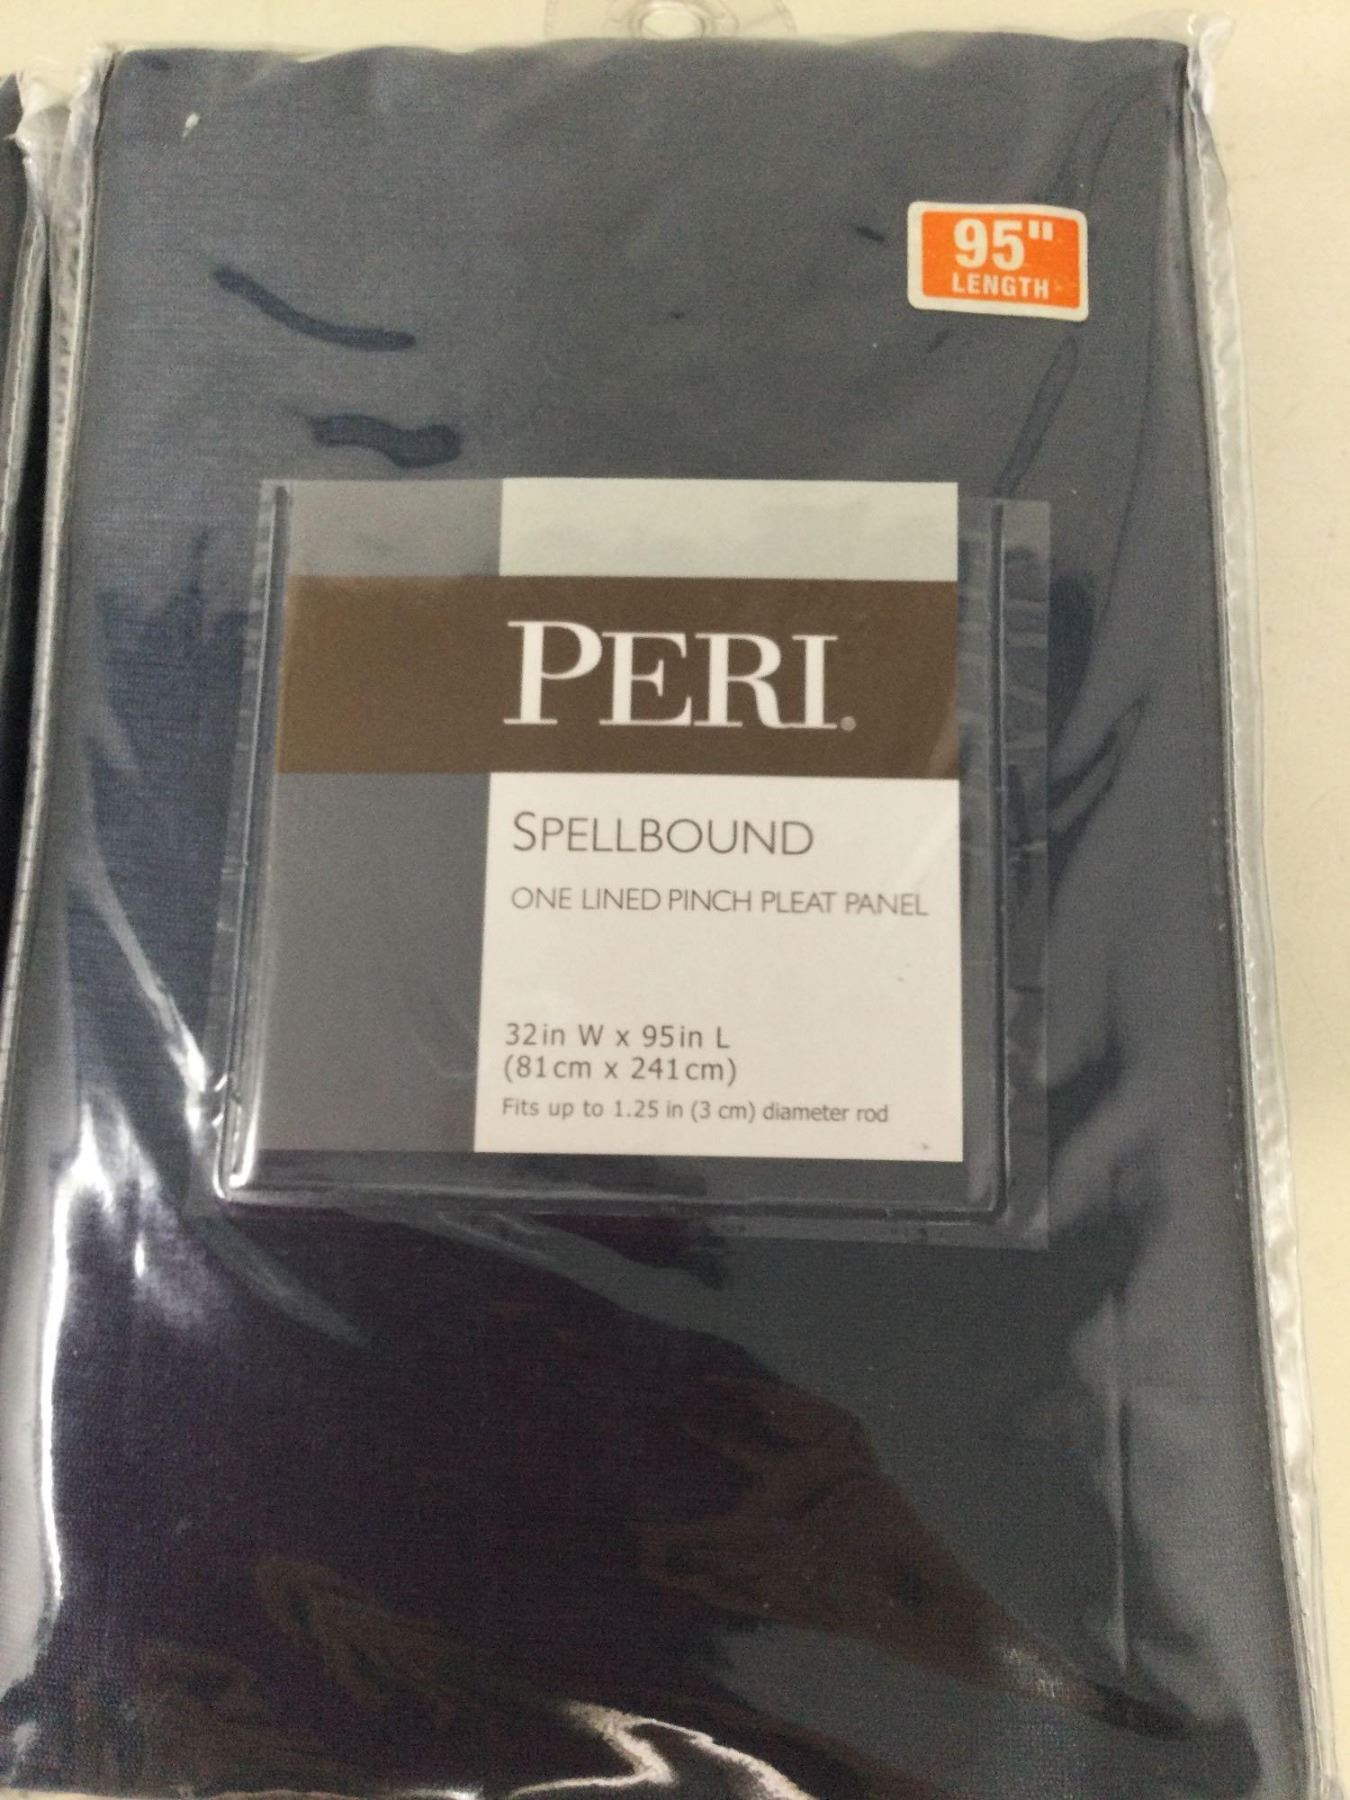 95"
LENGTH
PERI®
SPELLBOUND
ONE LINED PINCH PLEAT PANEL
32in W x 95in L
(81cm x 241cm)
Fits up to 1.25 in (3 cm) diameter rod